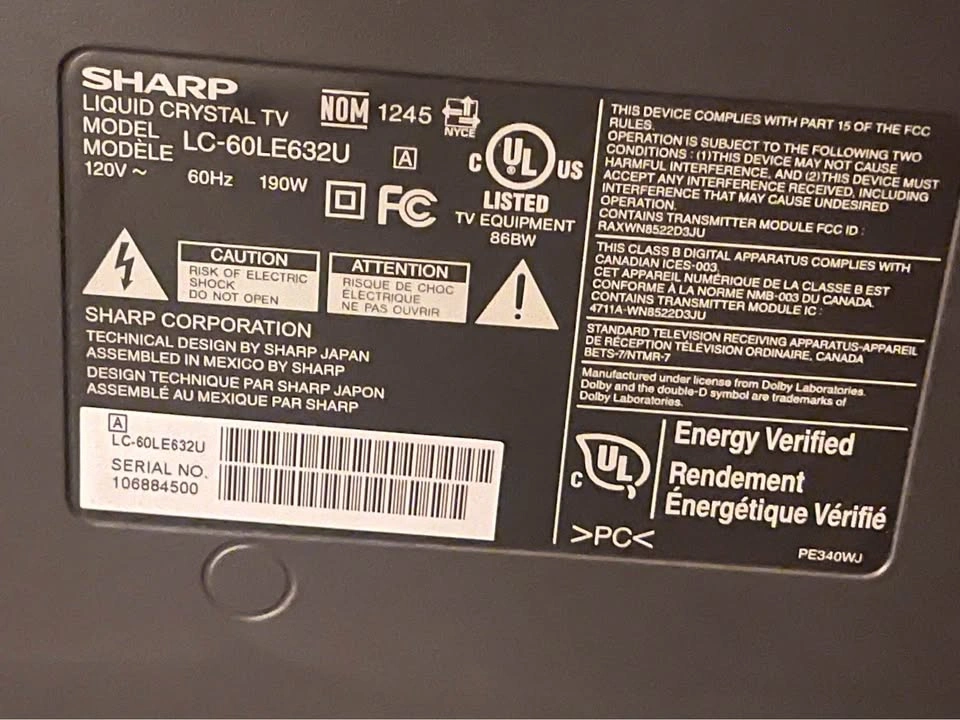 SHARP
LIQUID CRYSTAL TV
NOM 1245
NYCE
MODEL
MODÈLE LC-60LE632U
A
120V ~ 60Hz 190W
FC
C UL US
®
LISTED
TV EQUIPMENT
86BW
CAUTION
RISK OF ELECTRIC
SHOCK
DO NOT OPEN
ATTENTION
RISQUE DE CHOC
ÉLECTRIQUE
NE PAS OUVRIR
!
SHARP CORPORATION
TECHNICAL DESIGN BY SHARP JAPAN
ASSEMBLED IN MEXICO BY SHARP
DESIGN TECHNIQUE PAR SHARP JAPON
ASSEMBLÉ AU MEXIQUE PAR SHARP
A
LC-60LE632U
SERIAL NO.
106884500
THIS DEVICE COMPLIES WITH PART 15 OF THE FCC
RULES.
OPERATION IS SUBJECT TO THE FOLLOWING TWO
CONDITIONS : (1)THIS DEVICE MAY NOT CAUSE
HARMFUL INTERFERENCE, AND (2)THIS DEVICE MUST
ACCEPT ANY INTERFERENCE RECEIVED, INCLUDING
INTERFERENCE THAT MAY CAUSE UNDESIRED
OPERATION.
CONTAINS TRANSMITTER MODULE FCC ID :
RAXWN8522D3JU
THIS CLASS B DIGITAL APPARATUS COMPLIES WITH
CANADIAN ICES-003.
CET APPAREIL NUMÉRIQUE DE LA CLASSE B EST
CONFORME À LA NORME NMB-003 DU CANADA.
CONTAINS TRANSMITTER MODULE IC :
4711A-WN8522D3JU
STANDARD TELEVISION RECEIVING APPARATUS-APPAREIL
DE RÉCEPTION TÉLÉVISION ORDINAIRE, CANADA
BETS-7/NTMR-7
Manufactured under license from Dolby Laboratories.
Dolby and the double-D symbol are trademarks of
Dolby Laboratories.
C UL
Energy Verified
Rendement
Énergétique Vérifié
>PC<
PE340WJ